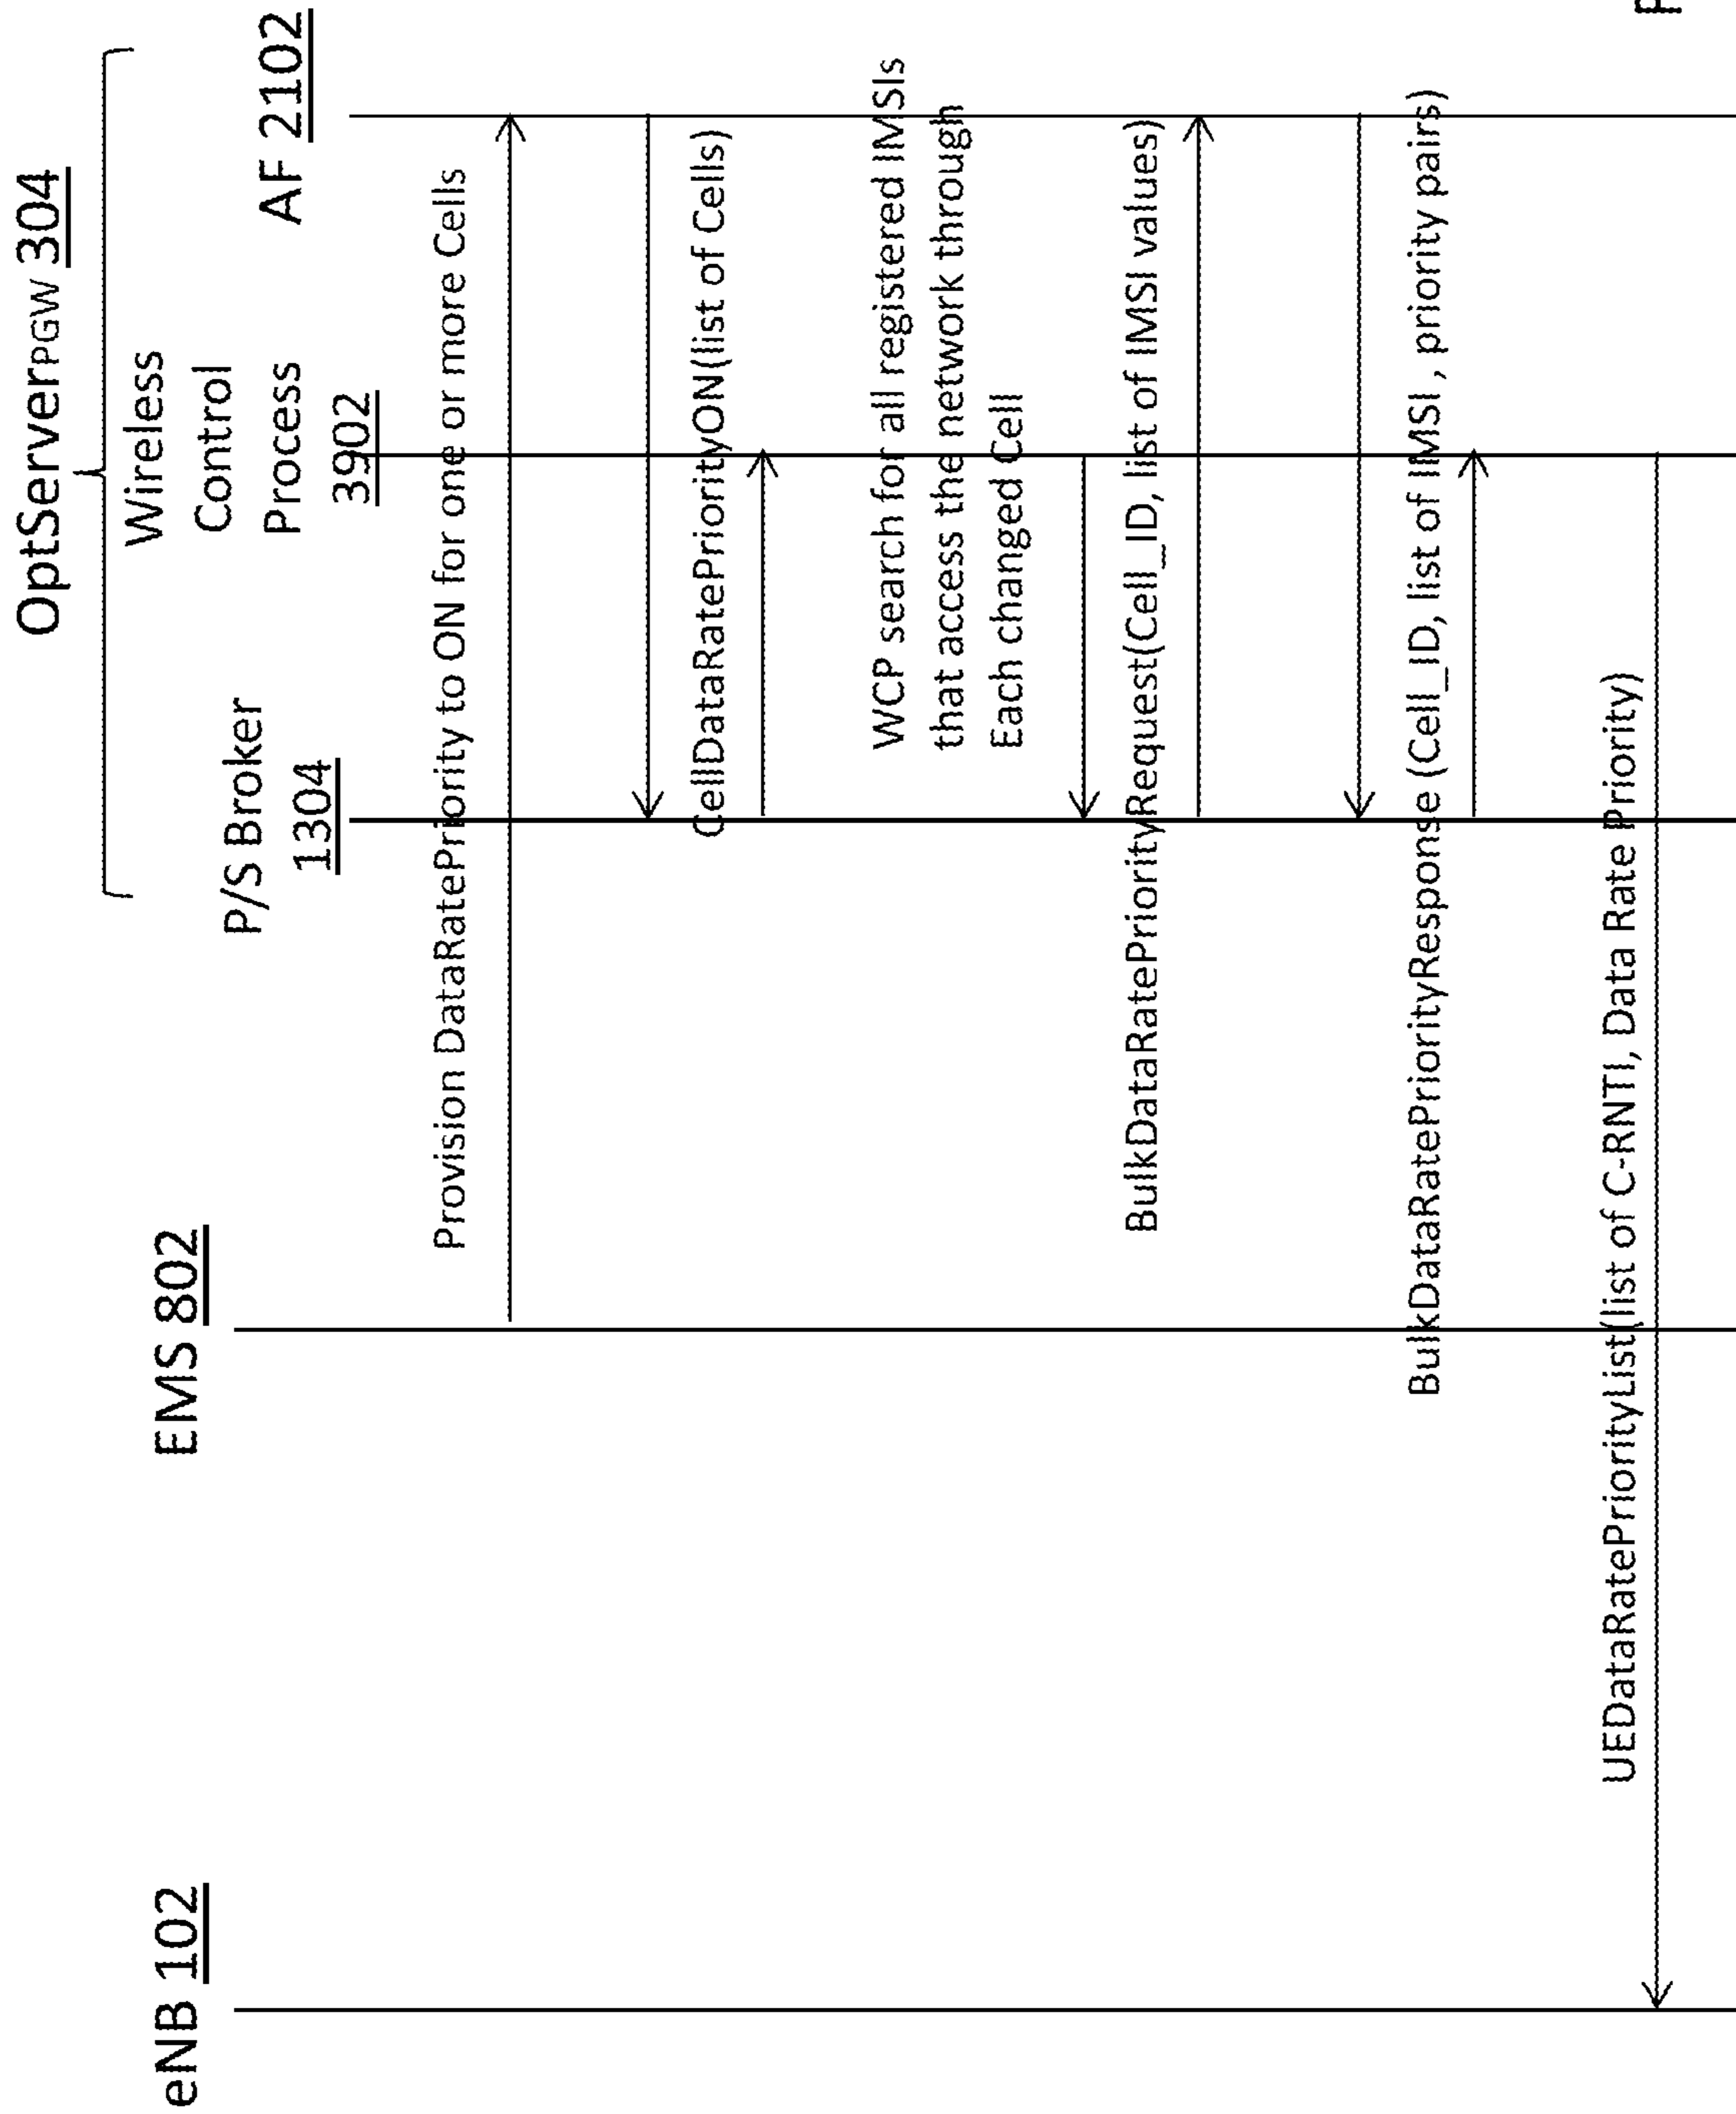 OptServerPGW 304
eNB 102
EMS 802
P/S Broker
1304
Wireless
Control
Process
3902
AF 2102
Provision DataRatePriority to ON for one or more Cells
CellDataRatePriorityON(list of Cells)
WCP search for all registered IMSIs
that access the network through
Each changed Cell
BulkDataRatePriorityRequest(Cell_ID, list of IMSI values)
BulkDataRatePriorityResponse (Cell_ID, list of IMSI , priority pairs)
UEDataRatePriorityList(list of C-RNTI, Data Rate Priority)